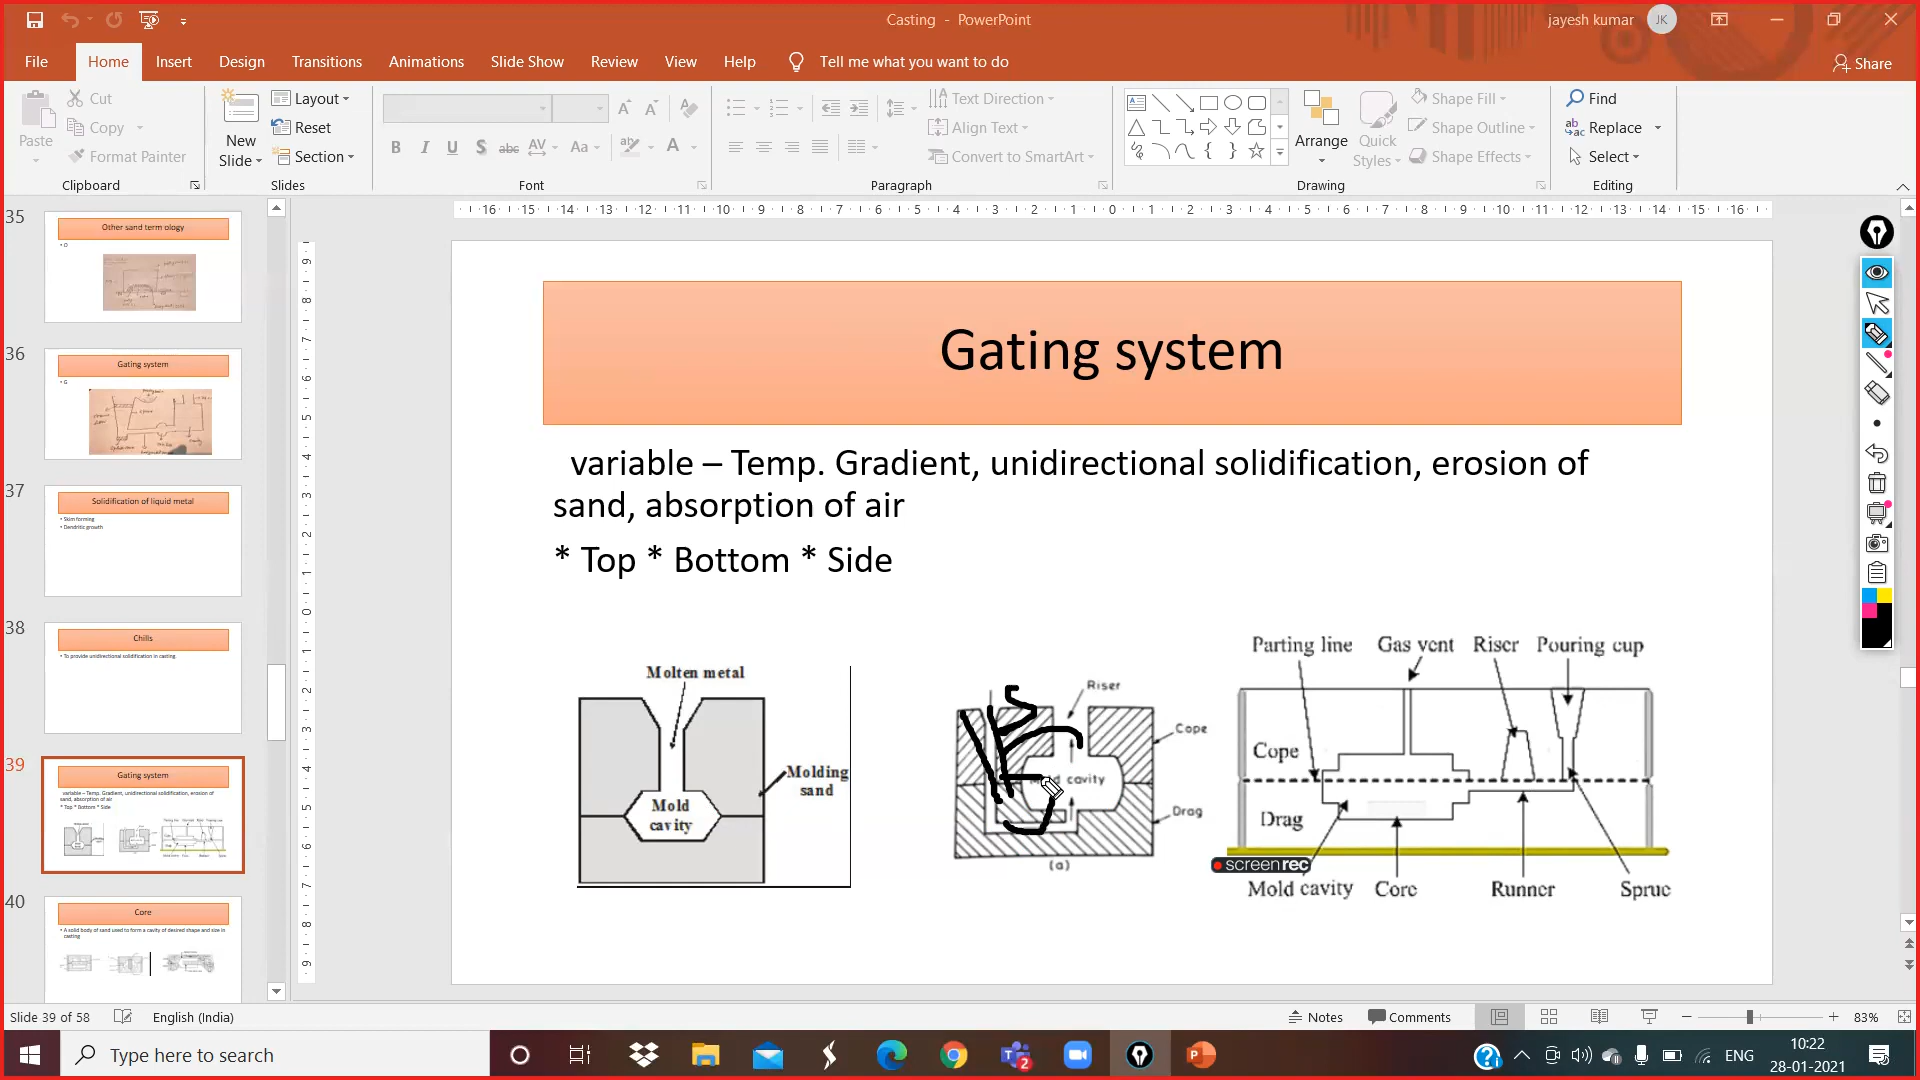 Casting - PowerPoint
jayesh kumar
JK
File
Home
Insert
Design
Transitions
Animations
Slide Show
Review
View
Help
Tell me what you want to do
Share
Paste
Cut
Copy
Format Painter
Clipboard
New
Slide
Layout
Reset
Section
Slides
Font
Text Direction
Align Text
Convert to SmartArt
Paragraph
Arrange
Quick
Styles
Shape Fill
Shape Outline
Shape Effects
Drawing
Find
Replace
Select
Editing
35
Other sand term ology
36
Gating system
37
Solidification of liquid metal
• Skim forming
• Dendritic growth
38
Chills
• To provide unidirectional solidification in casting
39
Gating system
variable – Temp. Gradient, unidirectional solidification, erosion of
sand, absorption of air
* Top * Bottom * Side
40
Core
• A solid body of sand used to form a cavity of desired shape and size in
casting
Gating system
variable – Temp. Gradient, unidirectional solidification, erosion of
sand, absorption of air
* Top * Bottom * Side
Molten metal
Molding
sand
Mold
cavity
Riser
Cope
cavity
Drag
(a)
Parting line
Gas vent
Riser
Pouring cup
Cope
Drag
screenrec
Mold cavity
Core
Runner
Sprue
Slide 39 of 58
English (India)
Notes
Comments
83%
Type here to search
2
ENG
10:22
28-01-2021